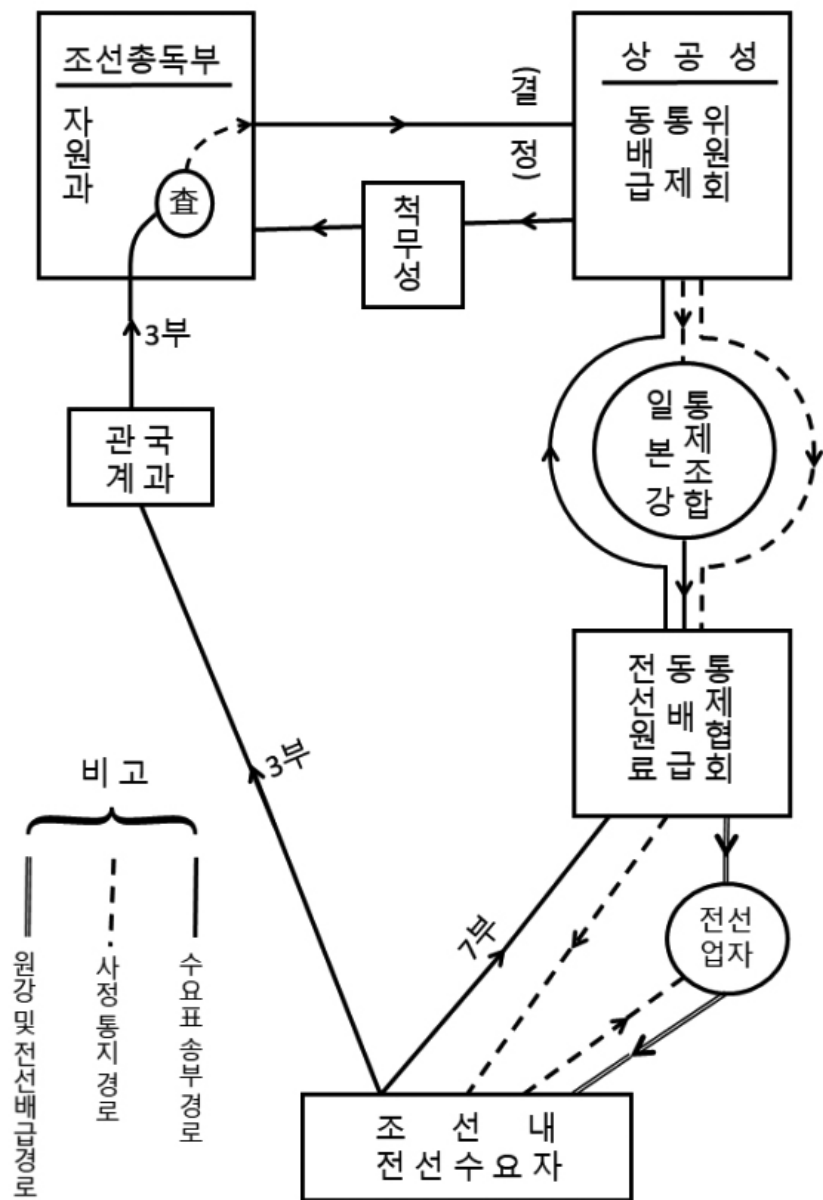 조선총독부
자원과
査
(결정)
상 공 성
동배급
통제
위원회
척무성
3부
관계
국과
일본강
통제조합
전선원료
동배급
통제협회
3부
7부
전선
업자
비고
원강 및 전선배급경로
사정 통지 경로
수요표 송부 경로
조 선 내
전선수요자